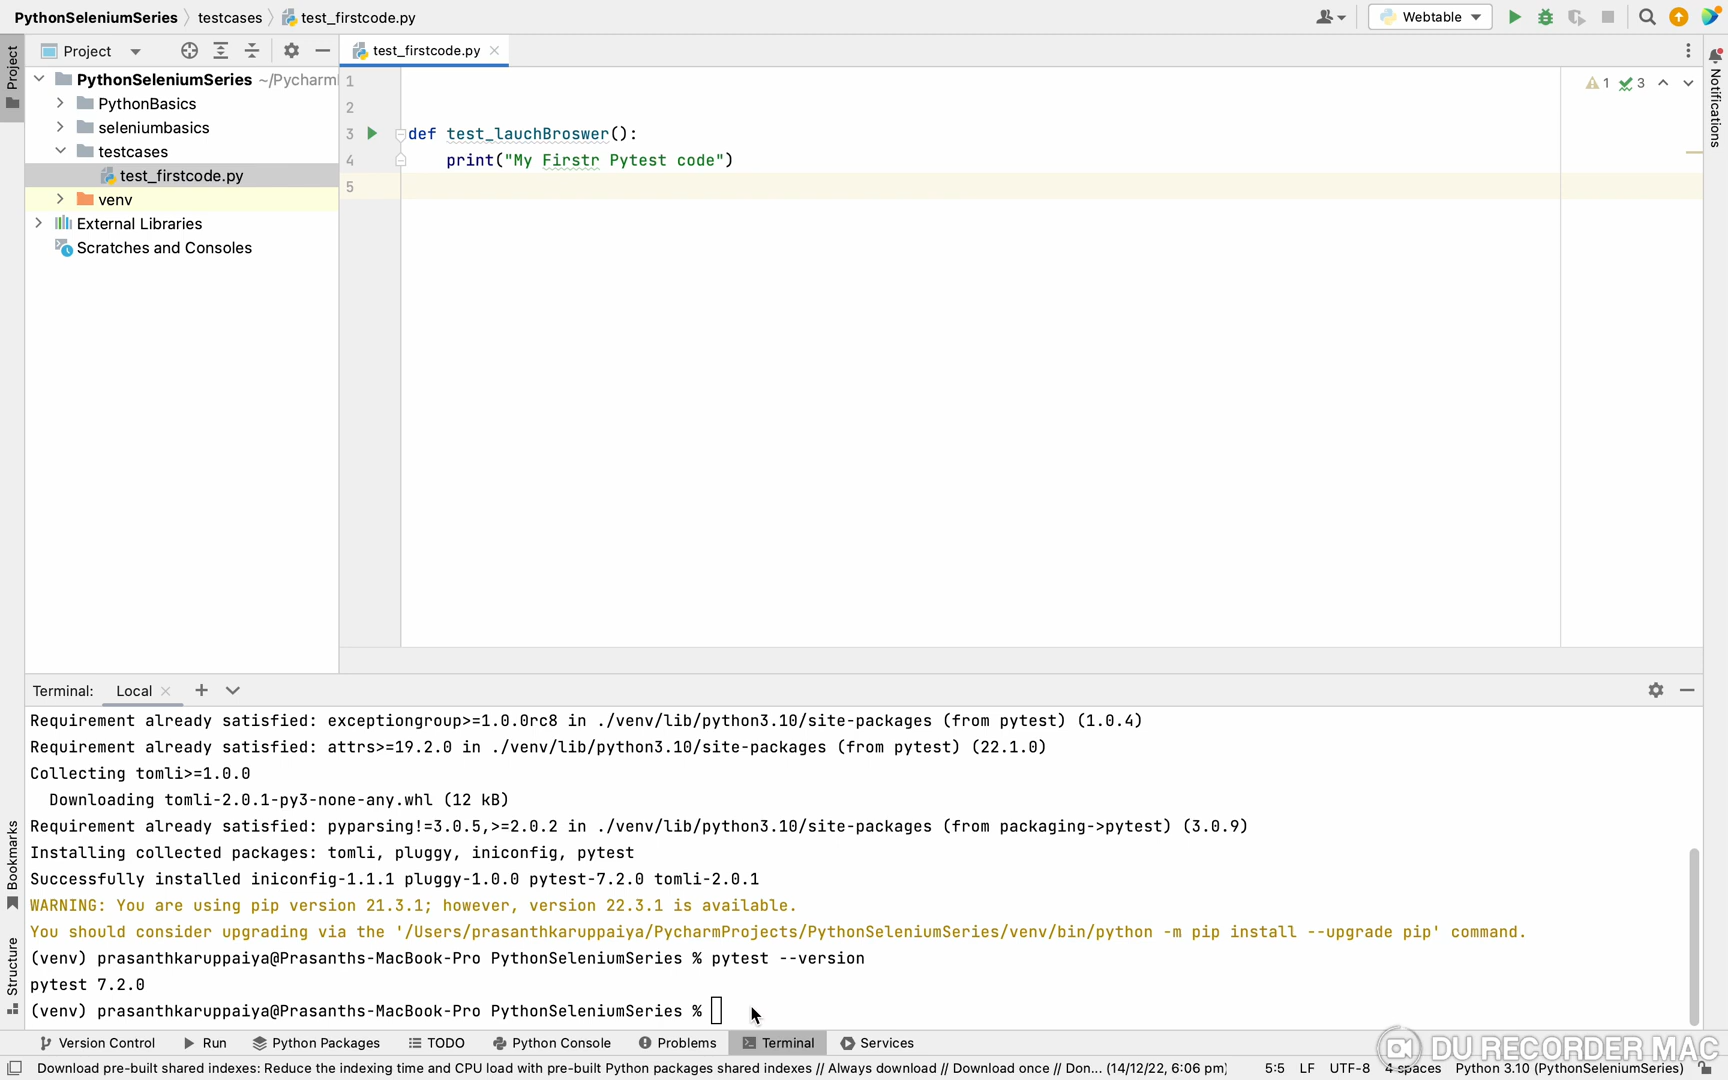 PythonSeleniumSeries testcases test_firstcode.py
Webtable
Project
Project
test_firstcode.py
Notifications
PythonSeleniumSeries ~/Pycharml
PythonBasics
seleniumbasics
testcases
test_firstcode.py
venv
External Libraries
Scratches and Consoles
1
2
3 def test_lauchBroswer():
4 print("My Firstr Pytest code")
5
1 3
Terminal: Local
Requirement already satisfied: exceptiongroup>=1.0.0rc8 in ./venv/lib/python3.10/site-packages (from pytest) (1.0.4)
Requirement already satisfied: attrs>=19.2.0 in ./venv/lib/python3.10/site-packages (from pytest) (22.1.0)
Collecting tomli>=1.0.0
Downloading tomli-2.0.1-py3-none-any.whl (12 kB)
Requirement already satisfied: pyparsing!=3.0.5,>=2.0.2 in ./venv/lib/python3.10/site-packages (from packaging->pytest) (3.0.9)
Installing collected packages: tomli, pluggy, iniconfig, pytest
Successfully installed iniconfig-1.1.1 pluggy-1.0.0 pytest-7.2.0 tomli-2.0.1
WARNING: You are using pip version 21.3.1; however, version 22.3.1 is available.
You should consider upgrading via the '/Users/prasanthkaruppaiya/PycharmProjects/PythonSeleniumSeries/venv/bin/python -m pip install --upgrade pip' command.
(venv) prasanthkaruppaiya@Prasanths-MacBook-Pro PythonSeleniumSeries % pytest --version
pytest 7.2.0
(venv) prasanthkaruppaiya@Prasanths-MacBook-Pro PythonSeleniumSeries %
Bookmarks
Structure
Version Control Run Python Packages TODO Python Console Problems Terminal Services
DU RECORDER MAC
Download pre-built shared indexes: Reduce the indexing time and CPU load with pre-built Python packages shared indexes // Always download // Download once // Don... (14/12/22, 6:06 pm) 5:5 LF UTF-8 4 spaces Python 3.10 (PythonSeleniumSeries)